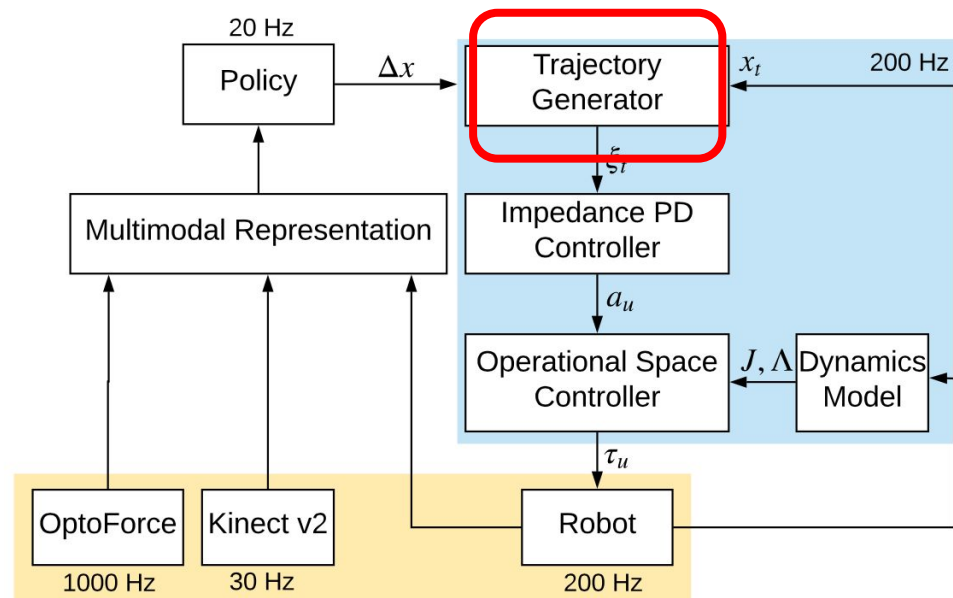 20 Hz
Policy
Δx
Trajectory
Generator
x_t
200 Hz
ξ_t
Multimodal Representation
Impedance PD
Controller
a_u
Operational Space
Controller
J, Λ
Dynamics
Model
τ_u
OptoForce
Kinect v2
Robot
1000 Hz
30 Hz
200 Hz